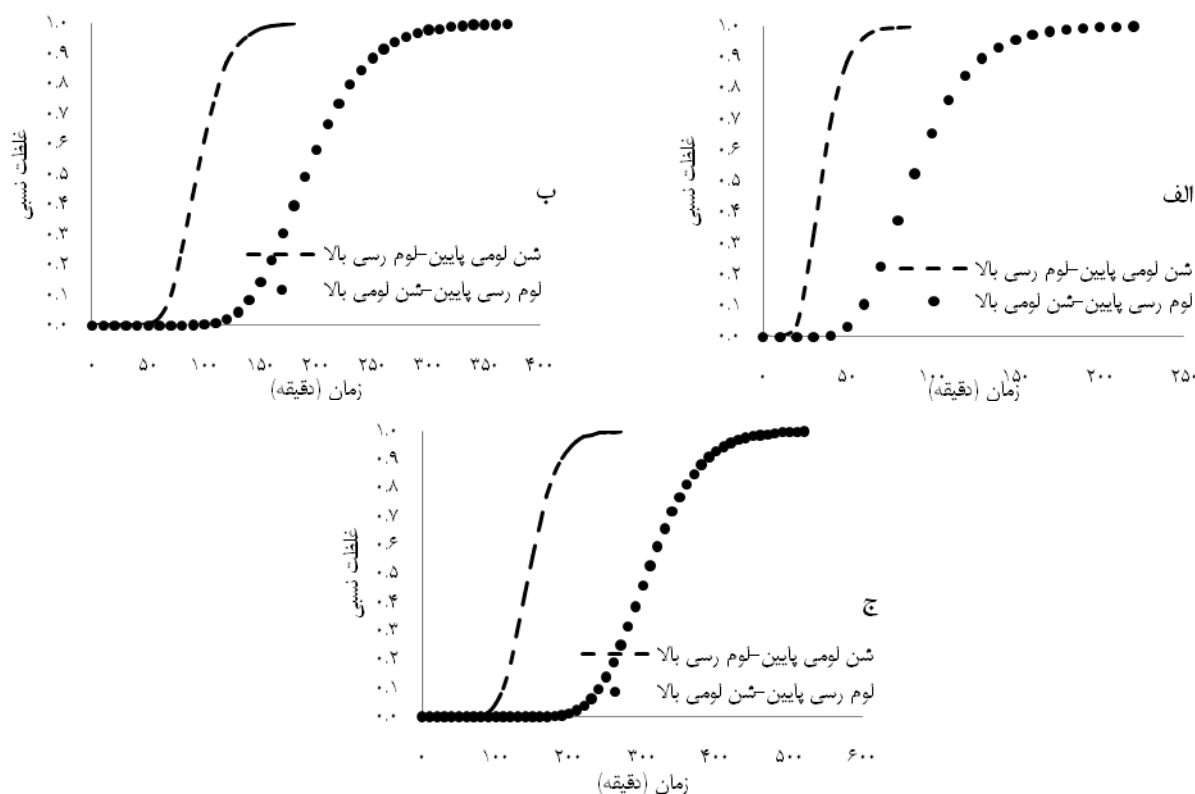 ۱.۰
۰.۹
۰.۸
۰.۷
۰.۶
۰.۵
۰.۴
۰.۳
۰.۲
۰.۱
۰.۰
غلظت نسبی
الف
شن لومی پایین-لوم رسی بالا
لوم رسی پایین-شن لومی بالا
۰ ۵۰ ۱۰۰ ۱۵۰ ۲۰۰ ۲۵۰
زمان (دقیقه)
۱.۰
۰.۹
۰.۸
۰.۷
۰.۶
۰.۵
۰.۴
۰.۳
۰.۲
۰.۱
۰.۰
غلظت نسبی
ب
شن لومی پایین-لوم رسی بالا
لوم رسی پایین-شن لومی بالا
۰ ۵۰ ۱۰۰ ۱۵۰ ۲۰۰ ۲۵۰ ۳۰۰ ۳۵۰ ۴۰۰
زمان (دقیقه)
۱.۰
۰.۹
۰.۸
۰.۷
۰.۶
۰.۵
۰.۴
۰.۳
۰.۲
۰.۱
۰.۰
غلظت نسبی
ج
شن لومی پایین-لوم رسی بالا
لوم رسی پایین-شن لومی بالا
۰ ۱۰۰ ۲۰۰ ۳۰۰ ۴۰۰ ۵۰۰ ۶۰۰
زمان (دقیقه)